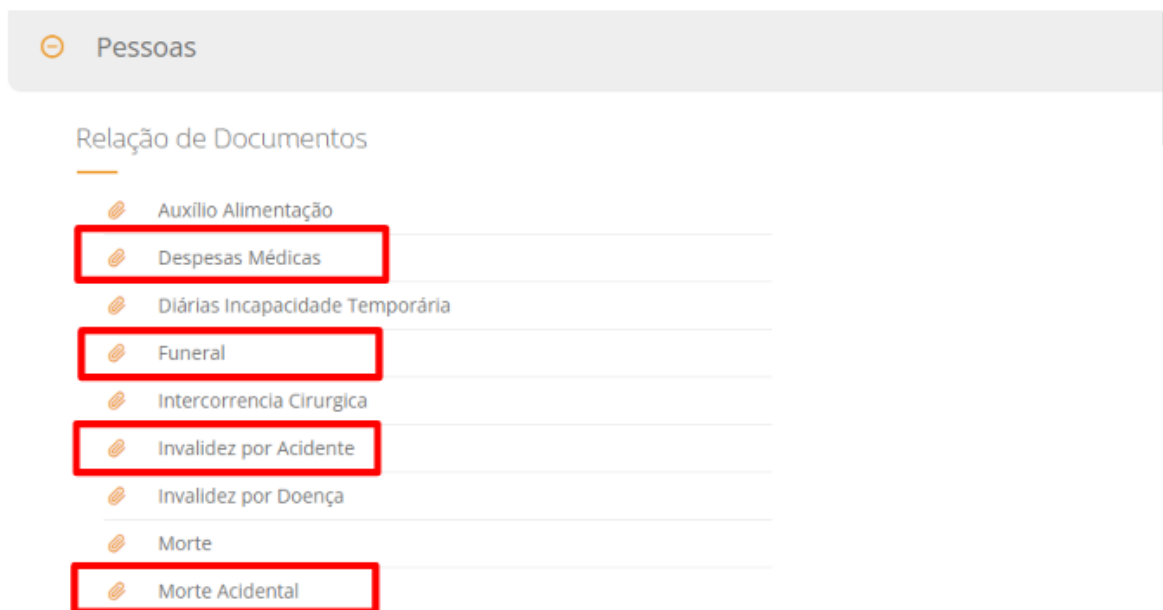 Pessoas
Relação de Documentos
Auxílio Alimentação
Despesas Médicas
Diárias Incapacidade Temporária
Funeral
Intercorrencia Cirurgica
Invalidez por Acidente
Invalidez por Doença
Morte
Morte Acidental